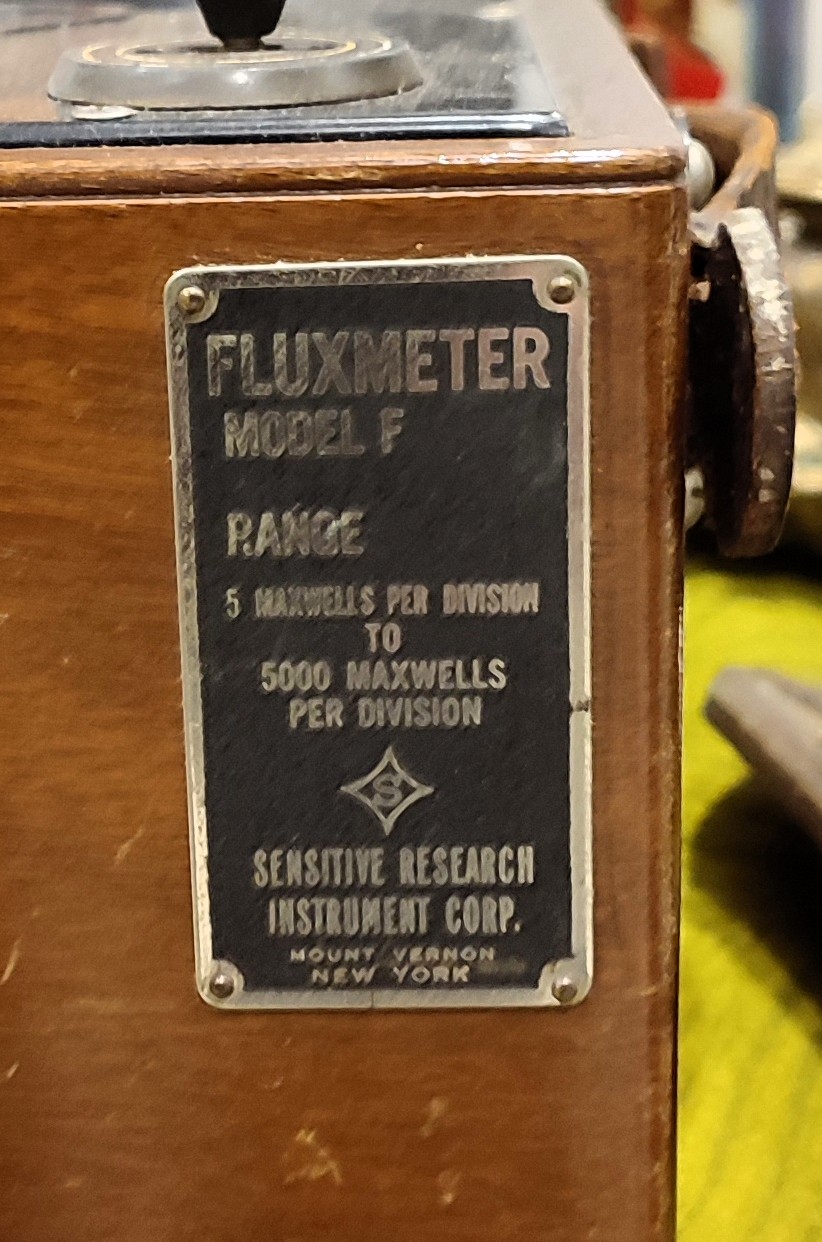 FLUXMETER
MODEL F
RANGE
5 MAXWELLS PER DIVISION
TO
5000 MAXWELLS
PER DIVISION
S
SENSITIVE RESEARCH
INSTRUMENT CORP.
MOUNT VERNON
NEW YORK